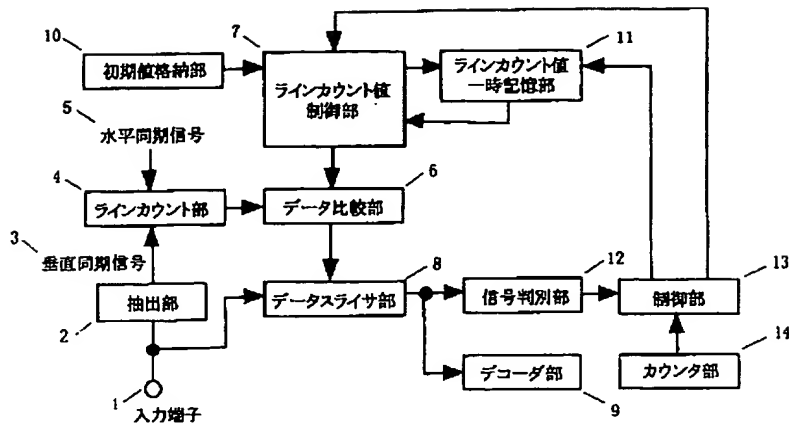 10
初期値格納部
7
ラインカウント値
制御部
11
ラインカウント値
一時記憶部
5
水平同期信号
4
ラインカウント部
6
データ比較部
3
垂直同期信号
抽出部
2
8
データスライサ部
12
信号判別部
13
制御部
14
カウンタ部
デコーダ部
9
1
入力端子